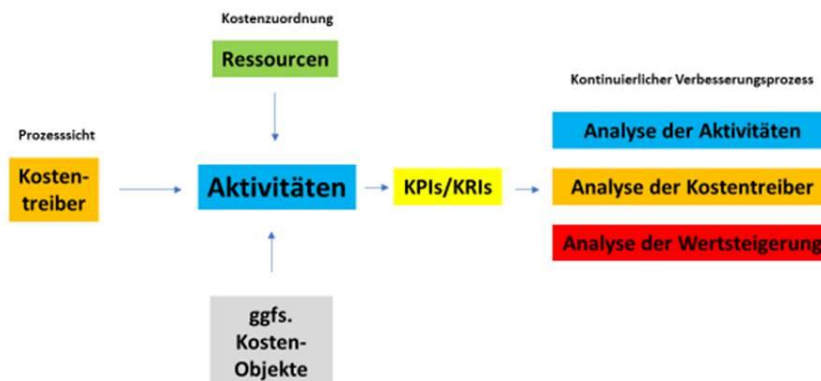 Kostenzuordnung
Ressourcen
Kontinuierlicher Verbesserungsprozess
Analyse der Aktivitäten
Prozesssicht
Kosten-
treiber
Aktivitäten
KPIs/KRIs
Analyse der Kostentreiber
Analyse der Wertsteigerung
ggfs.
Kosten-
Objekte